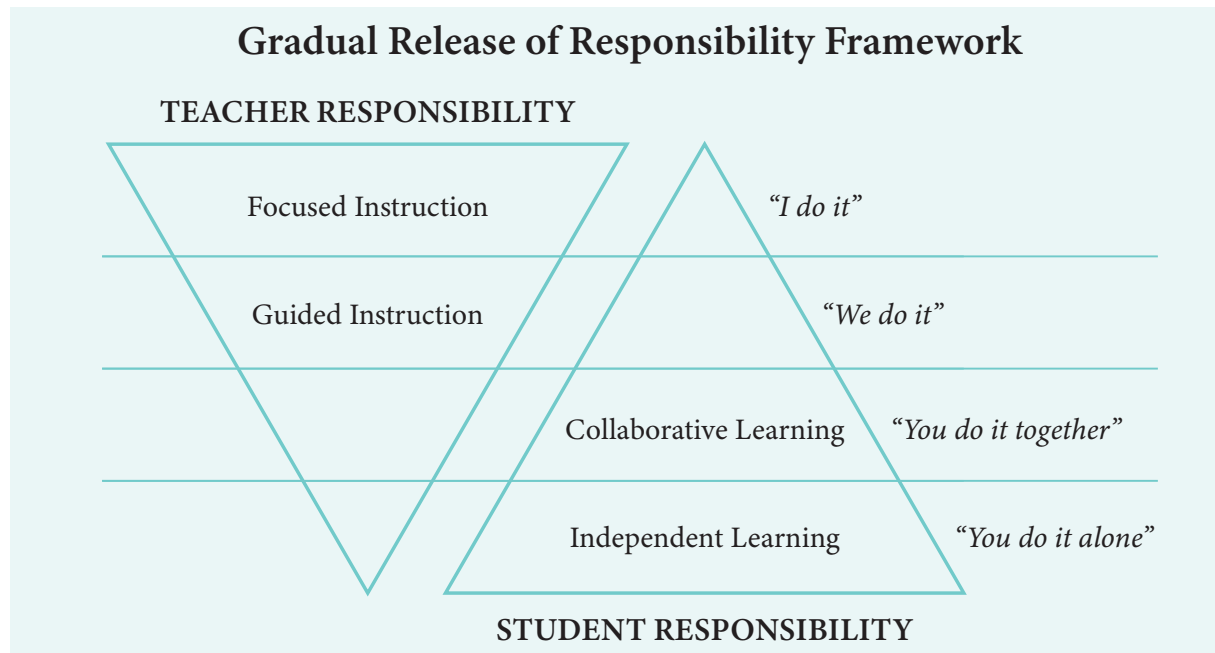 Gradual Release of Responsibility Framework
TEACHER RESPONSIBILITY
Focused Instruction
“I do it”
Guided Instruction
“We do it”
Collaborative Learning
“You do it together”
Independent Learning
“You do it alone”
STUDENT RESPONSIBILITY